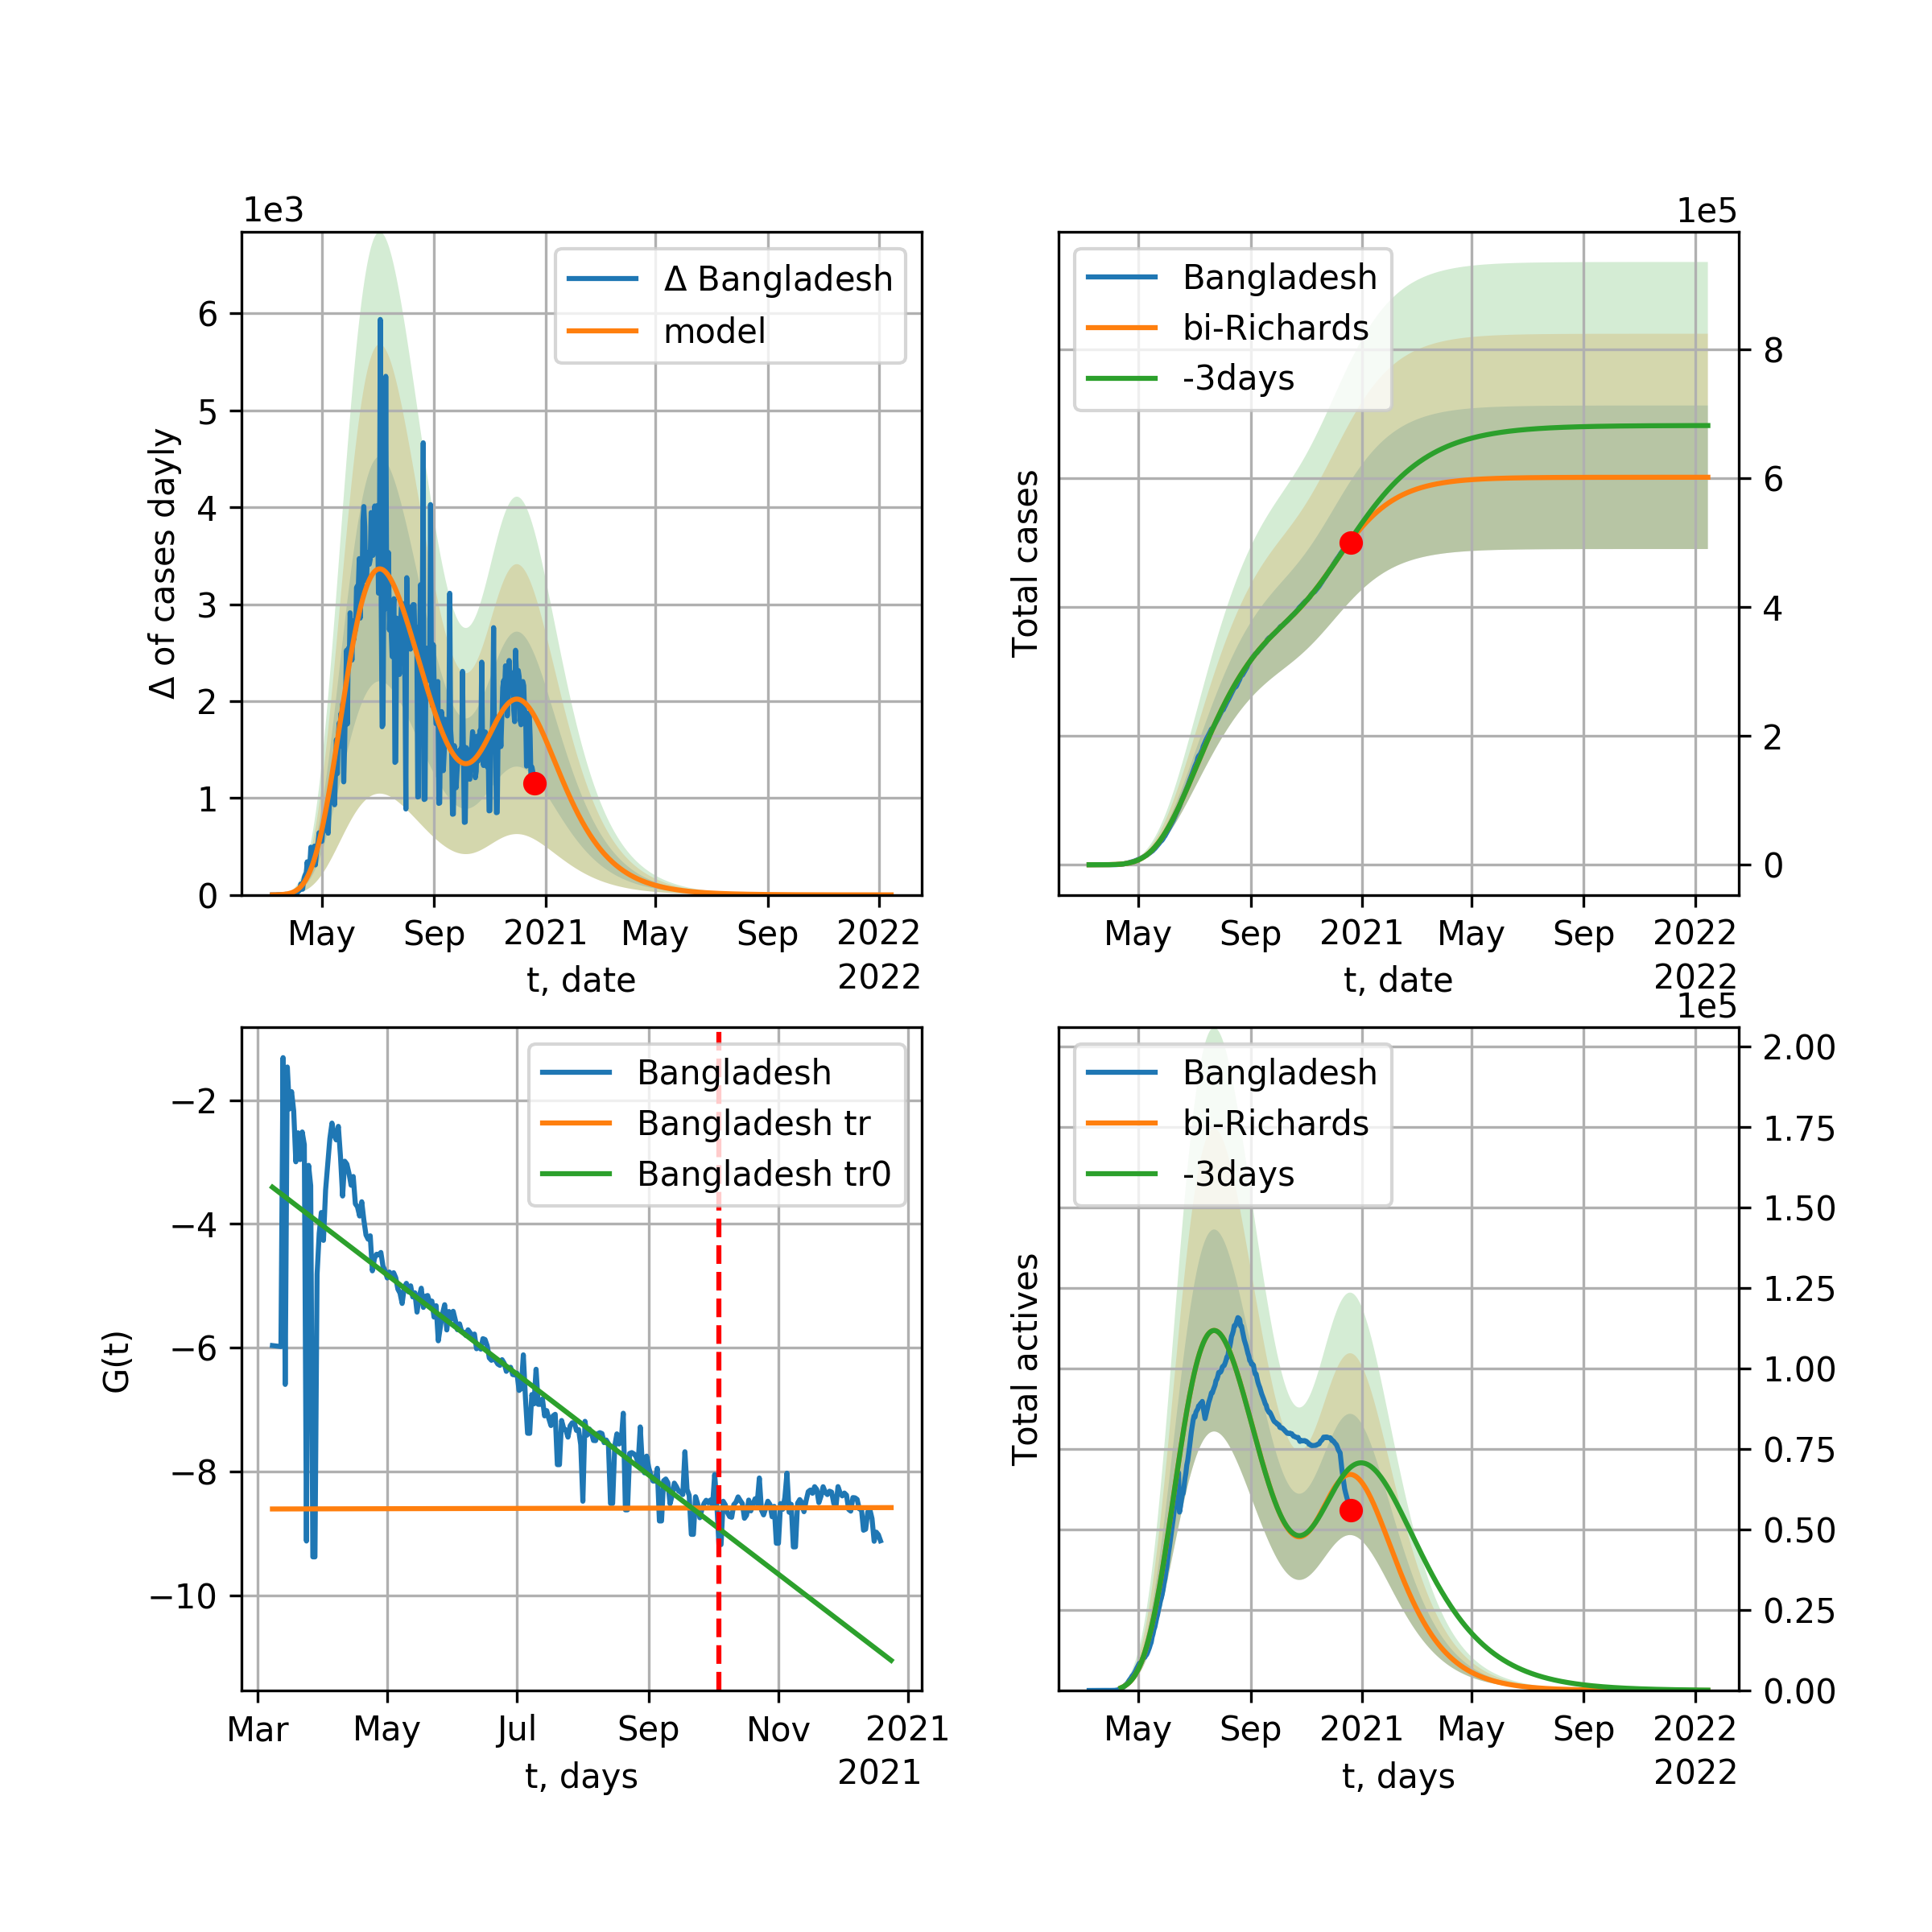 1e3
Δ of cases dayly
6
5
4
3
2
1
0
Δ Bangladesh
model
May Sep 2021 May Sep 2022
t, date
2022
1e5
Total cases
Bangladesh
bi-Richards
-3days
8
6
4
2
0
May Sep 2021 May Sep 2022
t, date
2022
G(t)
−2
−4
−6
−8
−10
Bangladesh
Bangladesh tr
Bangladesh tr0
Mar May Jul Sep Nov 2021
t, days
2021
1e5
Total actives
Bangladesh
bi-Richards
-3days
2.00
1.75
1.50
1.25
1.00
0.75
0.50
0.25
0.00
May Sep 2021 May Sep 2022
t, days
2022